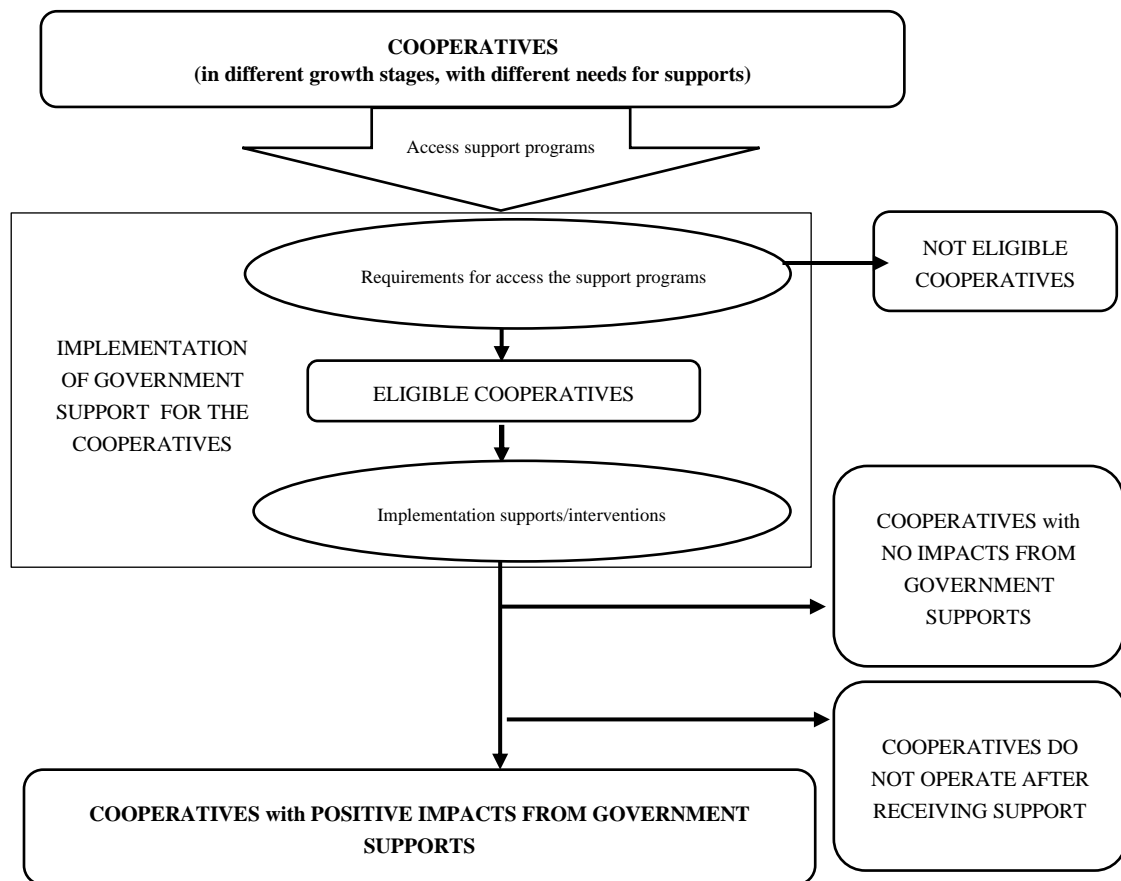 COOPERATIVES
(in different growth stages, with different needs for supports)
Access support programs
Requirements for access the support programs
NOT ELIGIBLE
COOPERATIVES
IMPLEMENTATION
OF GOVERNMENT
SUPPORT FOR THE
COOPERATIVES
ELIGIBLE COOPERATIVES
Implementation supports/interventions
COOPERATIVES with
NO IMPACTS FROM
GOVERNMENT
SUPPORTS
COOPERATIVES DO
NOT OPERATE AFTER
RECEIVING SUPPORT
COOPERATIVES with POSITIVE IMPACTS FROM GOVERNMENT
SUPPORTS